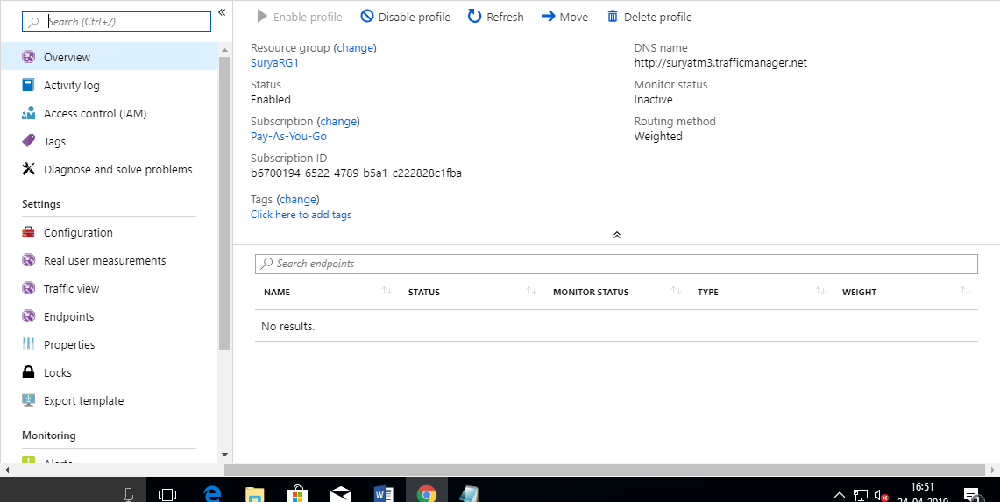 Search (Ctrl+/)
«
Overview
Activity log
Access control (IAM)
Tags
Diagnose and solve problems
Settings
Configuration
Real user measurements
Traffic view
Endpoints
Properties
Locks
Export template
Monitoring
Alerts
Enable profile
Disable profile
Refresh
Move
Delete profile
Resource group (change)
SuryaRG1
Status
Enabled
Subscription (change)
Pay-As-You-Go
Subscription ID
b6700194-6522-4789-b5a1-c222828c1fba
Tags (change)
Click here to add tags
DNS name
http://suryatm3.trafficmanager.net
Monitor status
Inactive
Routing method
Weighted
Search endpoints
NAME
STATUS
MONITOR STATUS
TYPE
WEIGHT
No results.
16:51
24-04-2019